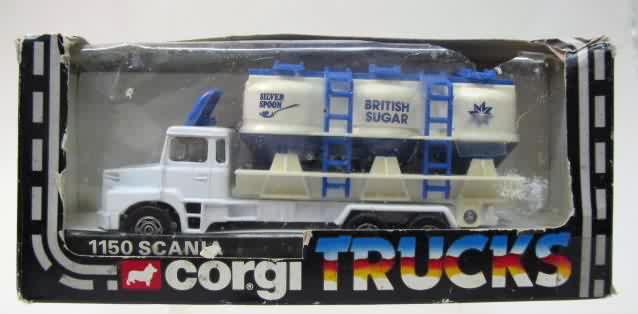 SILVER
SPOON
BRITISH
SUGAR
1150 SCANIA
CORGI® TRUCKS